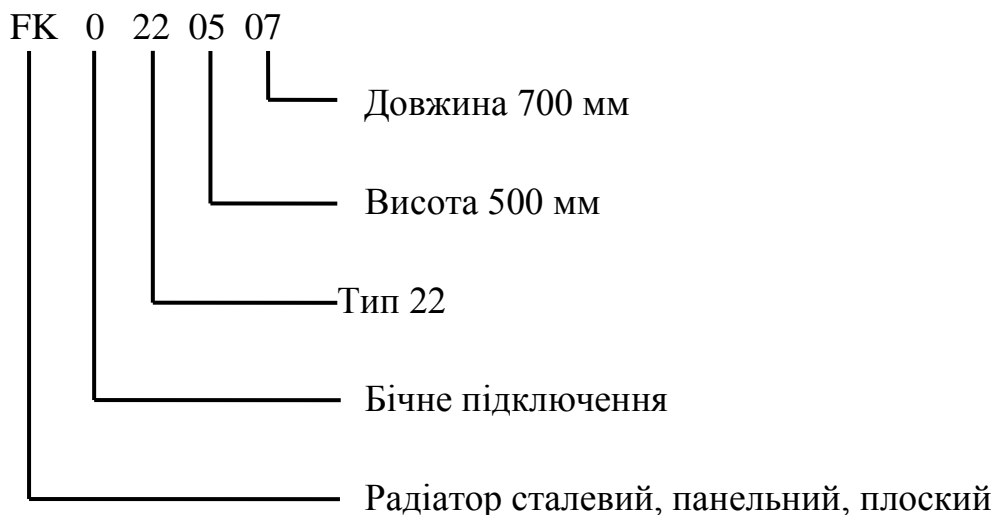 FK 0 22 05 07
Довжина 700 мм
Висота 500 мм
Тип 22
Бічне підключення
Радіатор сталевий, панельний, плоский